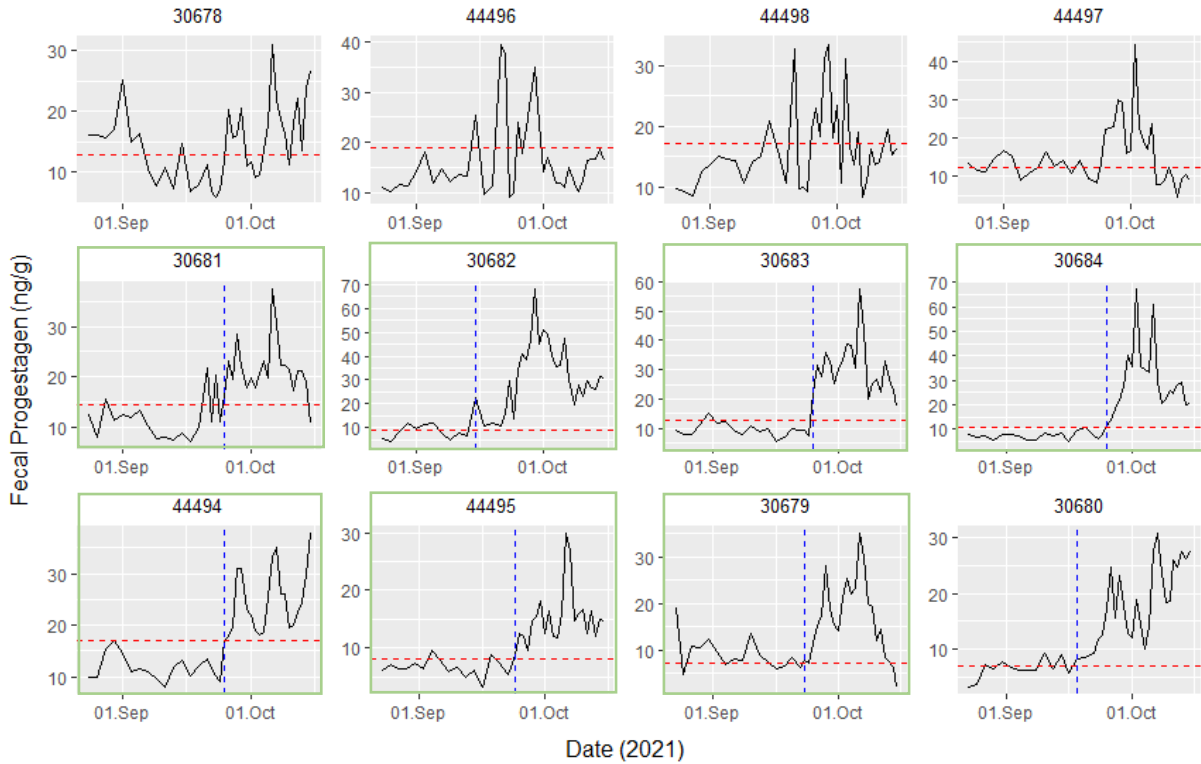 30678 44496 44498 44497
30 40 30 40
20 30 20 30
10 20 10 20
10 10
01.Sep 01.Oct 01.Sep 01.Oct 01.Sep 01.Oct 01.Sep 01.Oct
Fecal Progestagen (ng/g)
30681 30682 30683 30684
30 70 60 70
20 60 50 60
10 50 40 50
40 30 40
30 20 30
20 10 20
10 10
01.Sep 01.Oct 01.Sep 01.Oct 01.Sep 01.Oct 01.Sep 01.Oct
44494 44495 30679 30680
30 30 30 30
20 20 20 20
10 10 10 10
0
01.Sep 01.Oct 01.Sep 01.Oct 01.Sep 01.Oct 01.Sep 01.Oct
Date (2021)